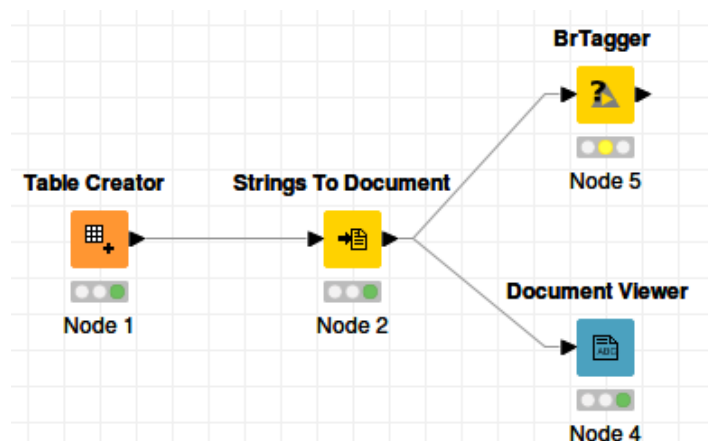 BrTagger
Node 5
Table Creator
Node 1
Strings To Document
Node 2
Document Viewer
Node 4